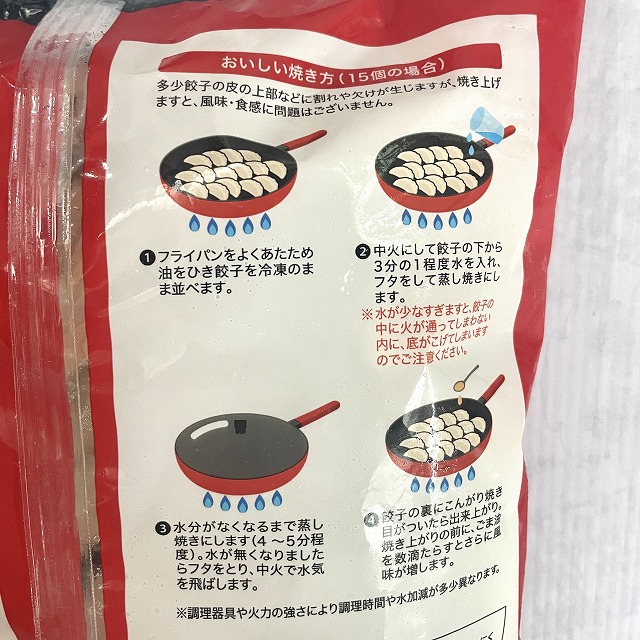 おいしい焼き方(15個の場合)
多少餃子の皮の上部などに割れや欠けが生じますが、焼き上げ
ますと、風味・食感に問題はございません。
❶フライパンをよくあたため
油をひき餃子を冷凍のま
ま並べます。
❷中火にして餃子の下から
3分の1程度水を入れ、
フタをして蒸し焼きにし
ます。
※水が少なすぎますと、餃子の
中に火が通ってしまわない
内に、底がこげてしまいます
のでご注意ください。
❸水分がなくなるまで蒸し
焼きにします(4～5分程
度)。水が無くなりました
らフタをとり、中火で水気
を飛ばします。
❹餃子の裏にこんがり焼き
目がついたら出来上がり。
焼き上がりの前に、ごま油
を数滴たらすとさらに風
味が増します。
※調理器具や火力の強さにより調理時間や水加減が多少異なります。